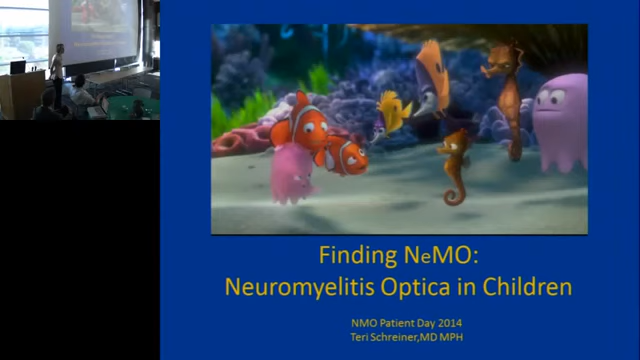 Finding NeMO:
Neuromyelitis Optica in Children
NMO Patient Day 2014
Teri Schreiner,MD MPH